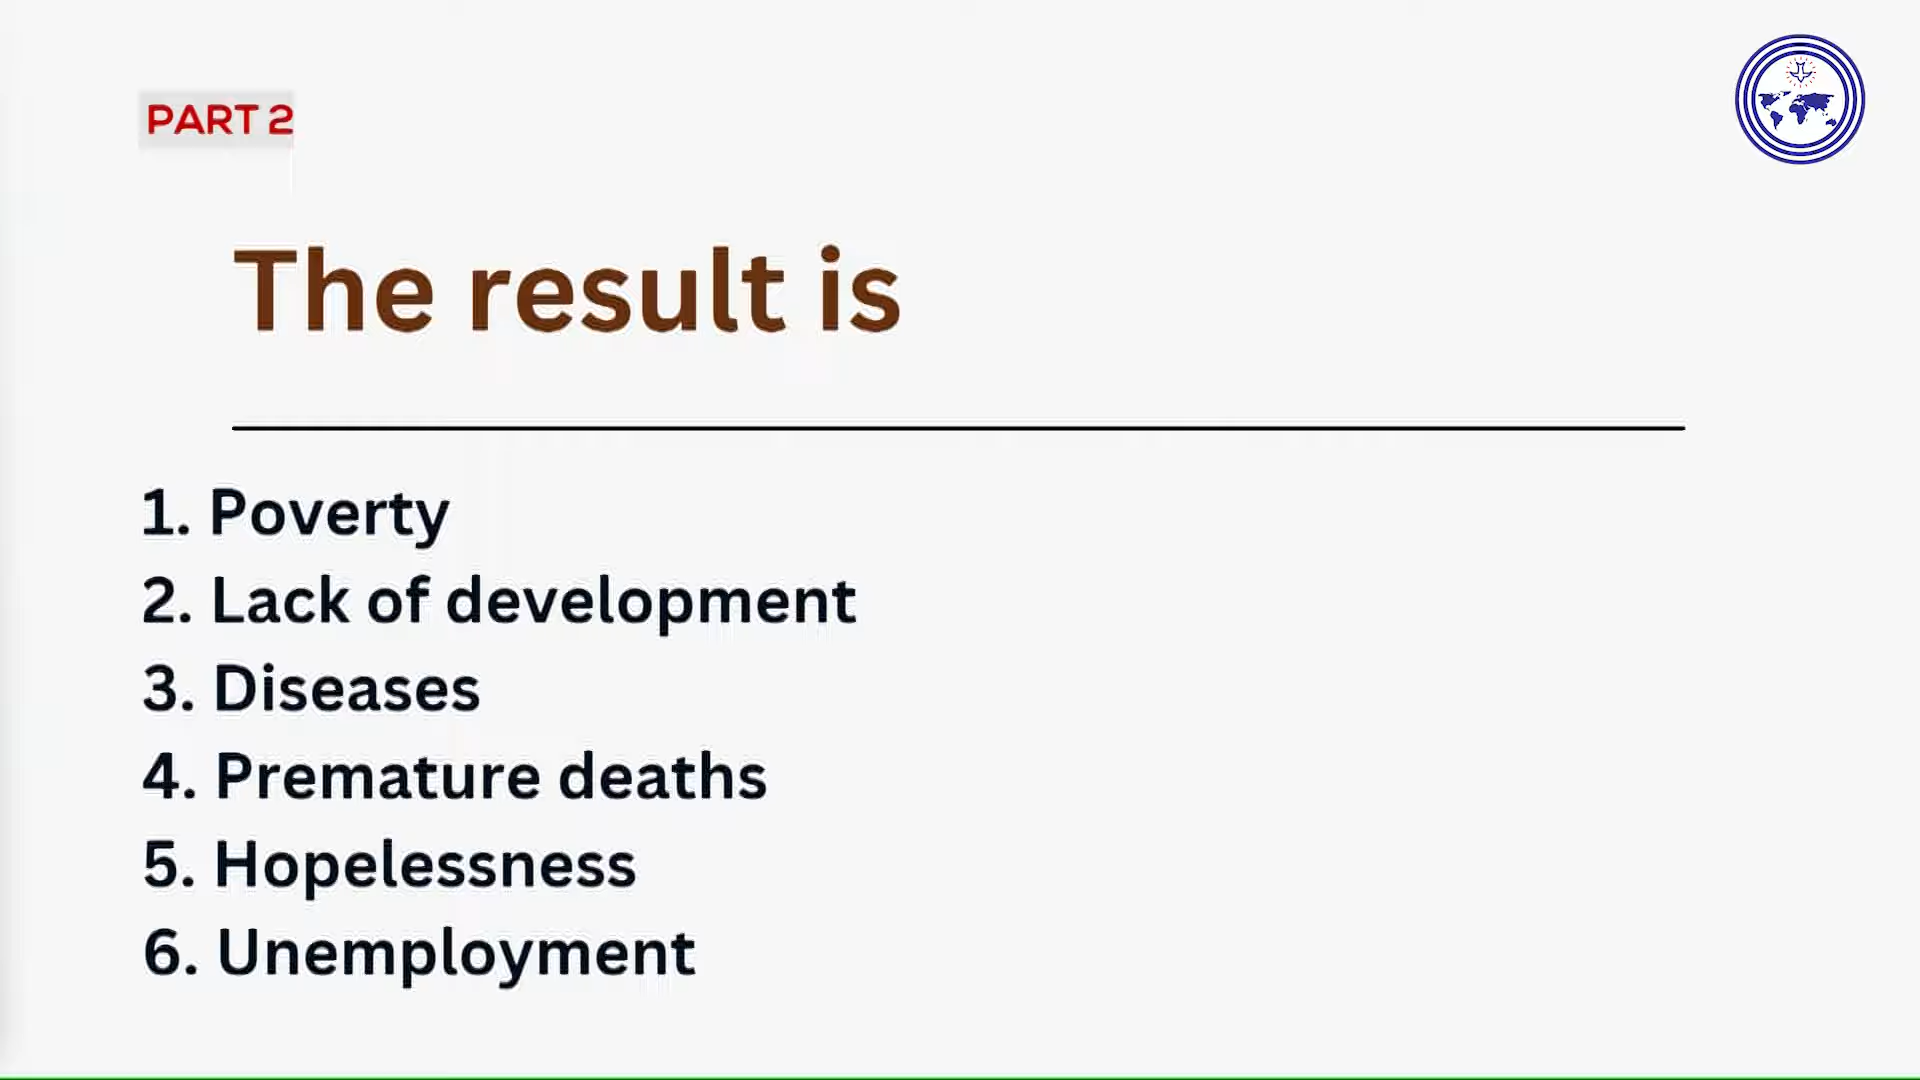 PART 2
The result is
1. Poverty
2. Lack of development
3. Diseases
4. Premature deaths
5. Hopelessness
6. Unemployment